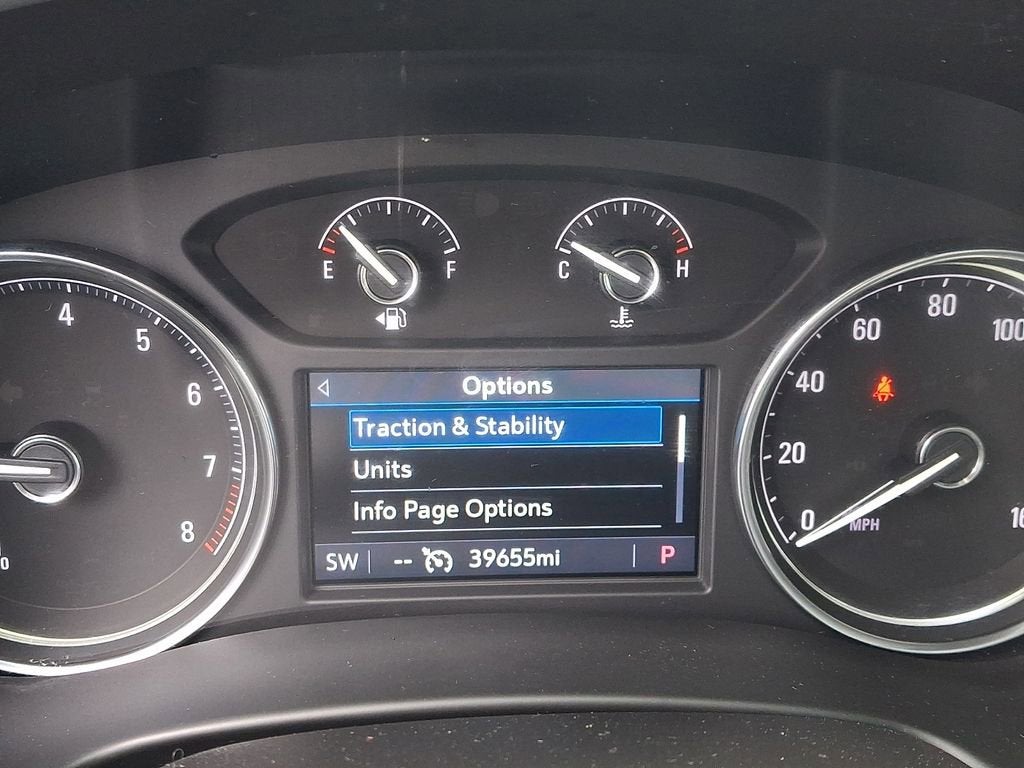 E F
C H
4
5
6
7
8
Options
Traction & Stability
Units
Info Page Options
SW -- 39655mi P
0
20
40
60
80
100
MPH